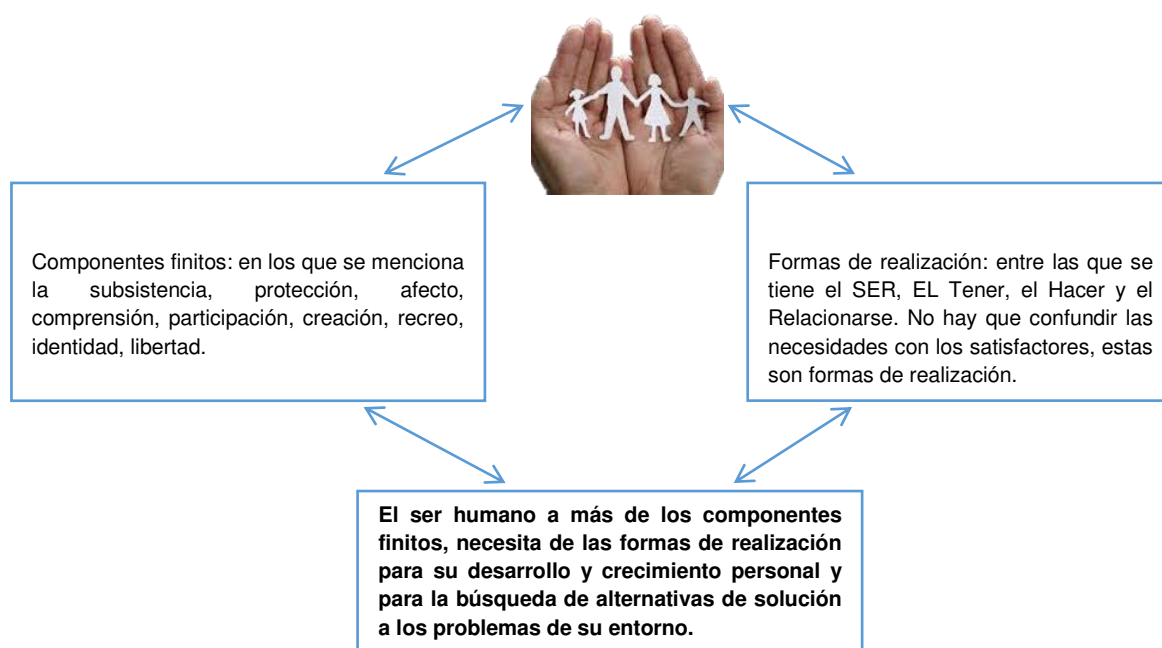 Componentes finitos: en los que se menciona
la subsistencia, protección, afecto,
comprensión, participación, creación, recreo,
identidad, libertad.
Formas de realización: entre las que se
tiene el SER, EL Tener, el Hacer y el
Relacionarse. No hay que confundir las
necesidades con los satisfactores, estas
son formas de realización.
El ser humano a más de los componentes
finitos, necesita de las formas de realización
para su desarrollo y crecimiento personal y
para la búsqueda de alternativas de solución
a los problemas de su entorno.